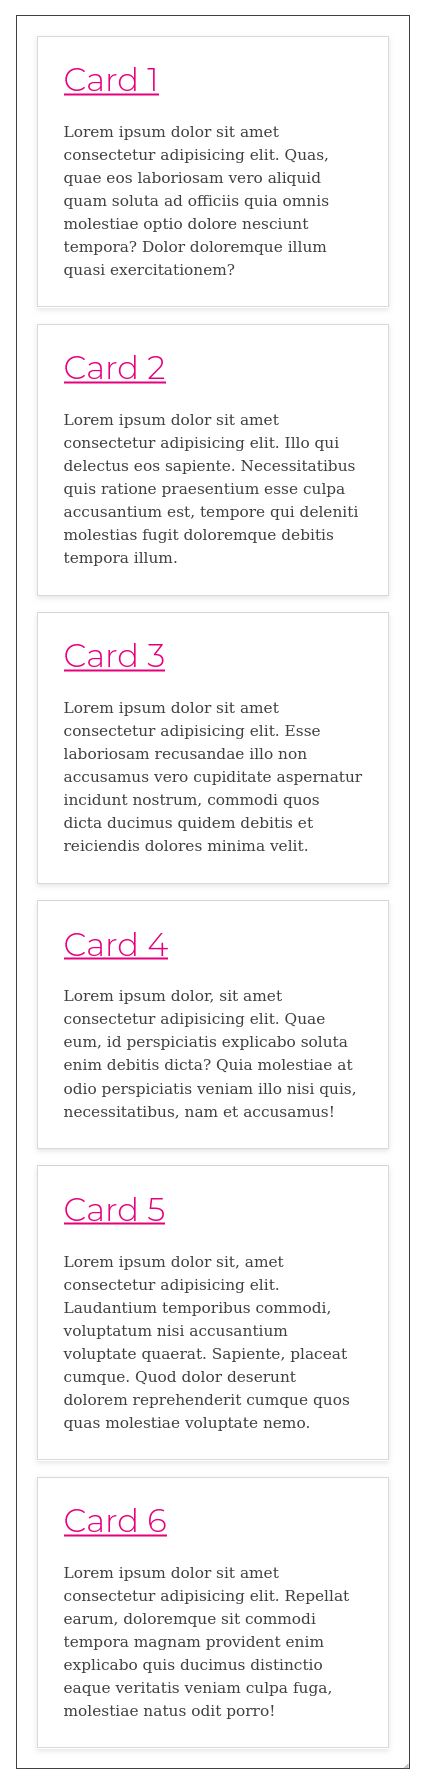 Card 1
Lorem ipsum dolor sit amet
consectetur adipisicing elit. Quas,
quae eos laboriosam vero aliquid
quam soluta ad officiis quia omnis
molestiae optio dolore nesciunt
tempora? Dolor doloremque illum
quasi exercitationem?
Card 2
Lorem ipsum dolor sit amet
consectetur adipisicing elit. Illo qui
delectus eos sapiente. Necessitatibus
quis ratione praesentium esse culpa
accusantium est, tempore qui deleniti
molestias fugit doloremque debitis
tempora illum.
Card 3
Lorem ipsum dolor sit amet
consectetur adipisicing elit. Esse
laboriosam recusandae illo non
accusamus vero cupiditate aspernatur
incidunt nostrum, commodi quos
dicta ducimus quidem debitis et
reiciendis dolores minima velit.
Card 4
Lorem ipsum dolor, sit amet
consectetur adipisicing elit. Quae
eum, id perspiciatis explicabo soluta
enim debitis dicta? Quia molestiae at
odio perspiciatis veniam illo nisi quis,
necessitatibus, nam et accusamus!
Card 5
Lorem ipsum dolor sit, amet
consectetur adipisicing elit.
Laudantium temporibus commodi,
voluptatum nisi accusantium
voluptate quaerat. Sapiente, placeat
cumque. Quod dolor deserunt
dolorem reprehenderit cumque quos
quas molestiae voluptate nemo.
Card 6
Lorem ipsum dolor sit amet
consectetur adipisicing elit. Repellat
earum, doloremque sit commodi
tempora magnam provident enim
explicabo quis ducimus distinctio
eaque veritatis veniam culpa fuga,
molestiae natus odit porro!